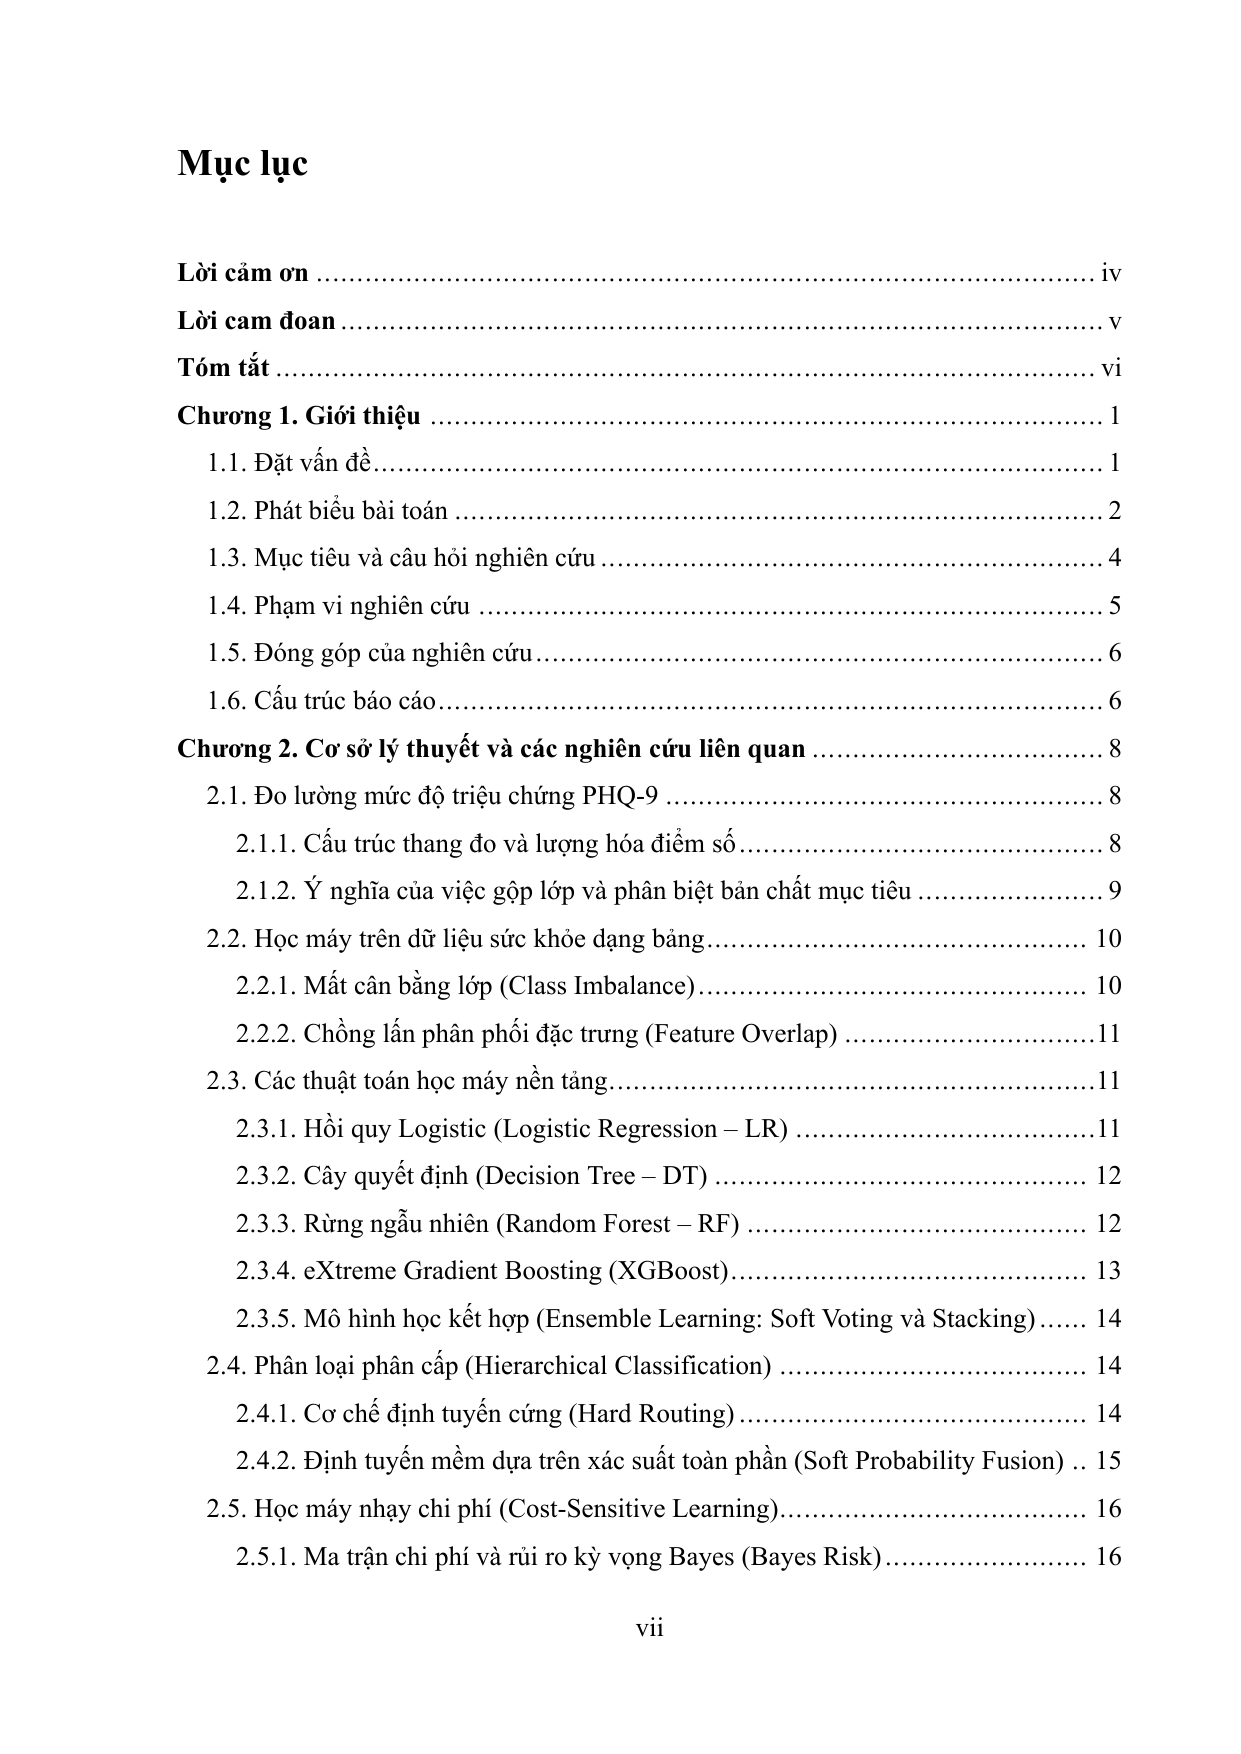 Mục lục
Lời cảm ơn ........................ iv
Lời cam đoan ........................ v
Tóm tắt ........................ vi
Chương 1. Giới thiệu ........................ 1
1.1. Đặt vấn đề ........................ 1
1.2. Phát biểu bài toán ........................ 2
1.3. Mục tiêu và câu hỏi nghiên cứu ........................ 4
1.4. Phạm vi nghiên cứu ........................ 5
1.5. Đóng góp của nghiên cứu ........................ 6
1.6. Cấu trúc báo cáo ........................ 6
Chương 2. Cơ sở lý thuyết và các nghiên cứu liên quan ........................ 8
2.1. Đo lường mức độ triệu chứng PHQ-9 ........................ 8
2.1.1. Cấu trúc thang đo và lượng hóa điểm số ........................ 8
2.1.2. Ý nghĩa của việc gộp lớp và phân biệt bản chất mục tiêu ........................ 9
2.2. Học máy trên dữ liệu sức khỏe dạng bảng ........................ 10
2.2.1. Mất cân bằng lớp (Class Imbalance) ........................ 10
2.2.2. Chồng lấn phân phối đặc trưng (Feature Overlap) ........................ 11
2.3. Các thuật toán học máy nền tảng ........................ 11
2.3.1. Hồi quy Logistic (Logistic Regression – LR) ........................ 11
2.3.2. Cây quyết định (Decision Tree – DT) ........................ 12
2.3.3. Rừng ngẫu nhiên (Random Forest – RF) ........................ 12
2.3.4. eXtreme Gradient Boosting (XGBoost) ........................ 13
2.3.5. Mô hình học kết hợp (Ensemble Learning: Soft Voting và Stacking) ...... 14
2.4. Phân loại phân cấp (Hierarchical Classification) ........................ 14
2.4.1. Cơ chế định tuyến cứng (Hard Routing) ........................ 14
2.4.2. Định tuyến mềm dựa trên xác suất toàn phần (Soft Probability Fusion) .. 15
2.5. Học máy nhạy chi phí (Cost-Sensitive Learning) ........................ 16
2.5.1. Ma trận chi phí và rủi ro kỳ vọng Bayes (Bayes Risk) ........................ 16
vii